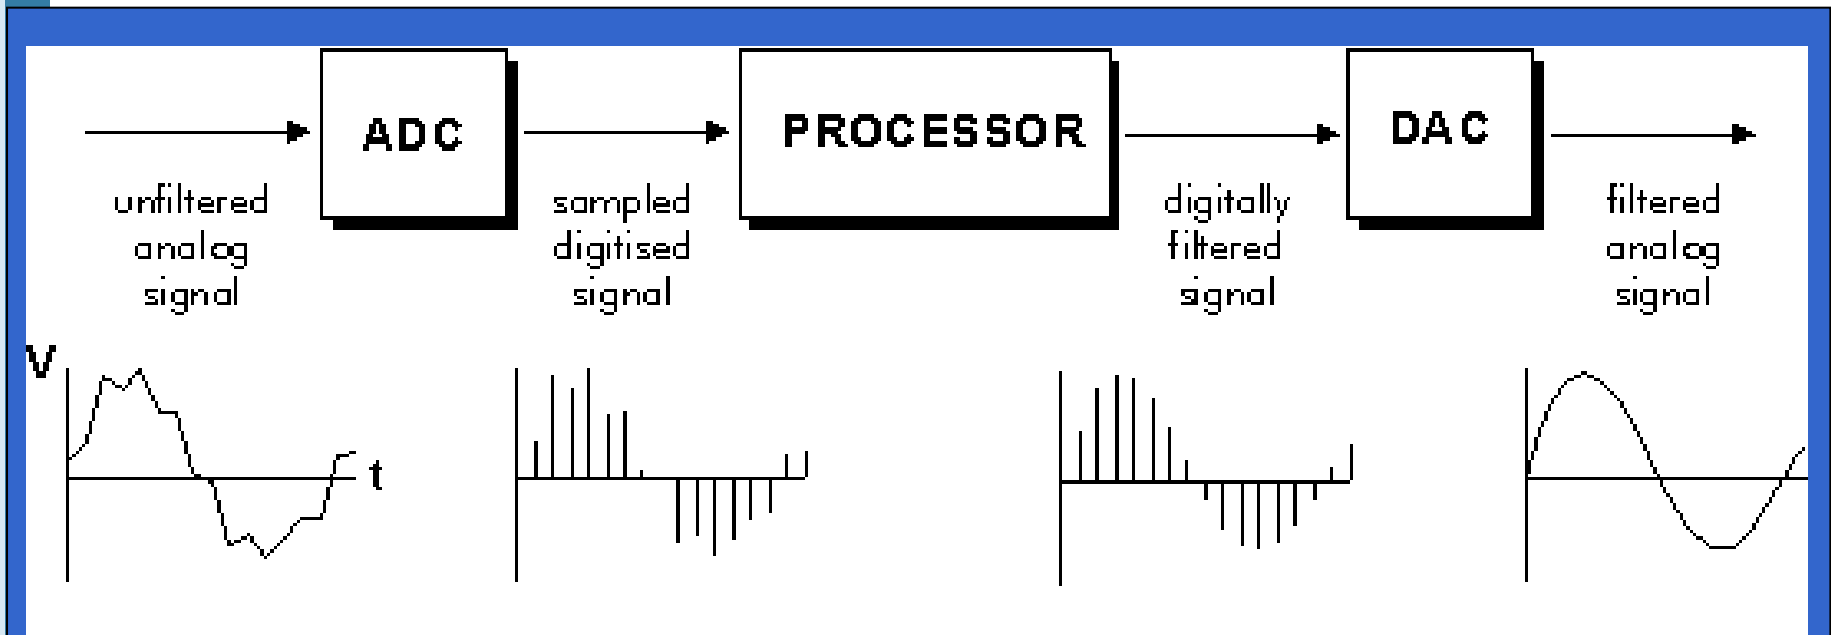 ADC
PROCESSOR
DAC
unfiltered
analog
signal
sampled
digitised
signal
digitally
filtered
signal
filtered
analog
signal
V
t